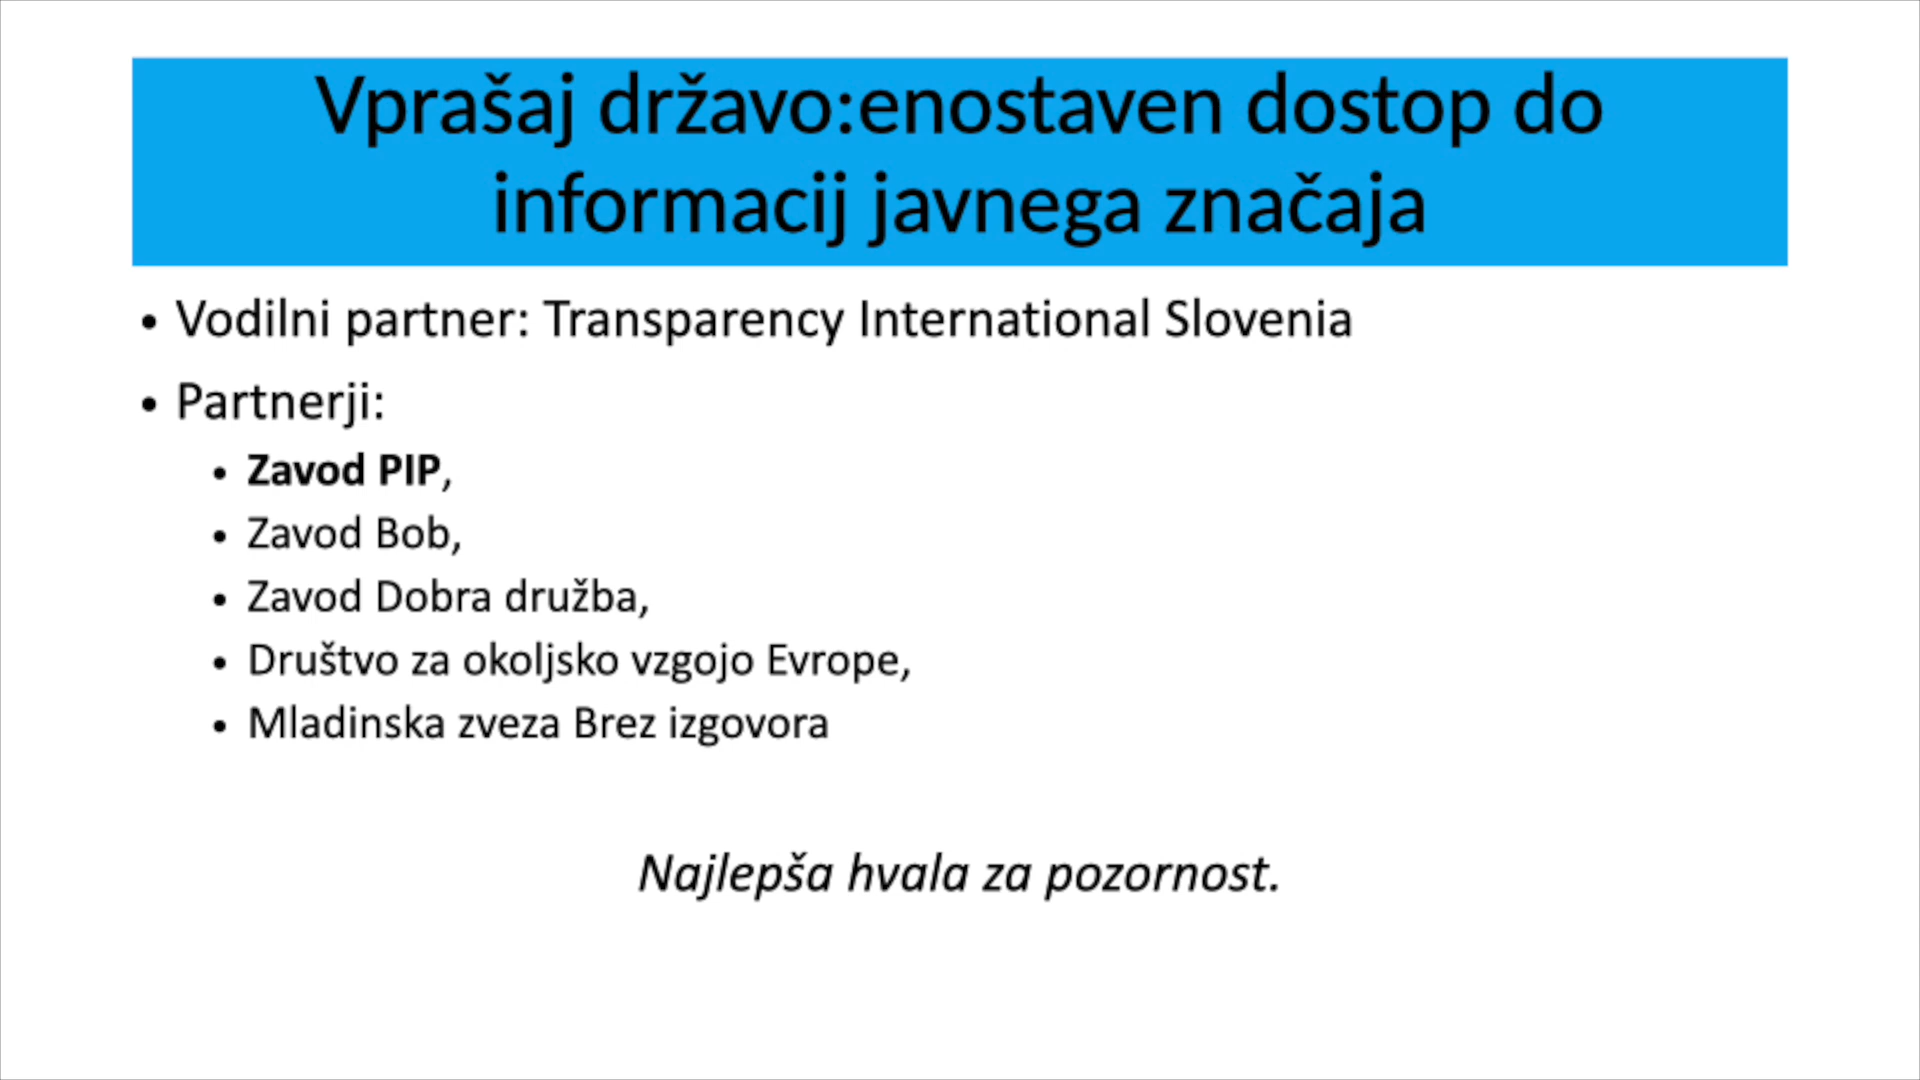 Vprašaj državo:enostaven dostop do
informacij javnega značaja
• Vodilni partner: Transparency International Slovenia
• Partnerji:
• Zavod PIP,
• Zavod Bob,
• Zavod Dobra družba,
• Društvo za okoljsko vzgojo Evrope,
• Mladinska zveza Brez izgovora
Najlepša hvala za pozornost.